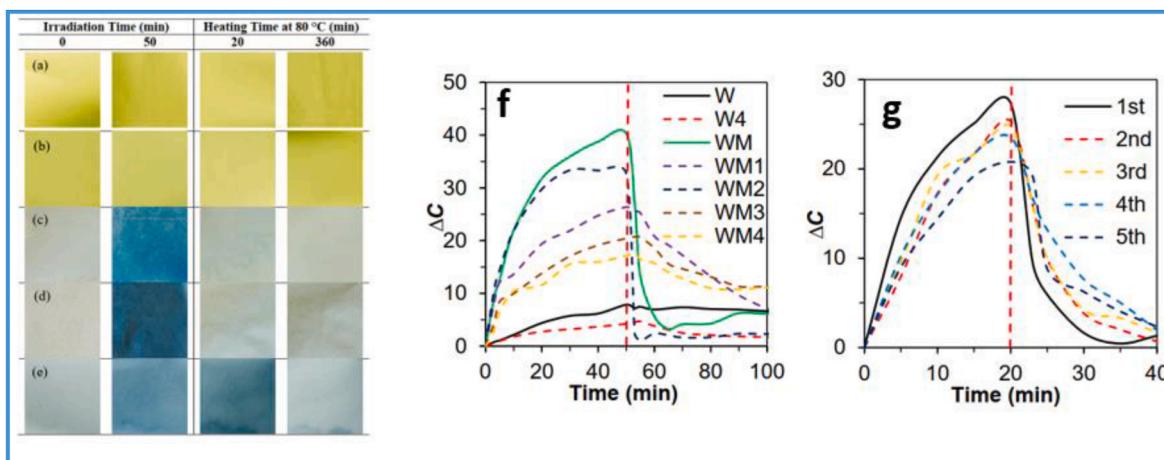 Irradiation Time (min) Heating Time at 80 °C (min)
0 50 20 360
(a)
(b)
(c)
(d)
(e)
f
50
40
30
20
10
0
ΔC
0 20 40 60 80 100
Time (min)
W
W4
WM
WM1
WM2
WM3
WM4
g
30
20
10
0
ΔC
0 10 20 30 40
Time (min)
1st
2nd
3rd
4th
5th